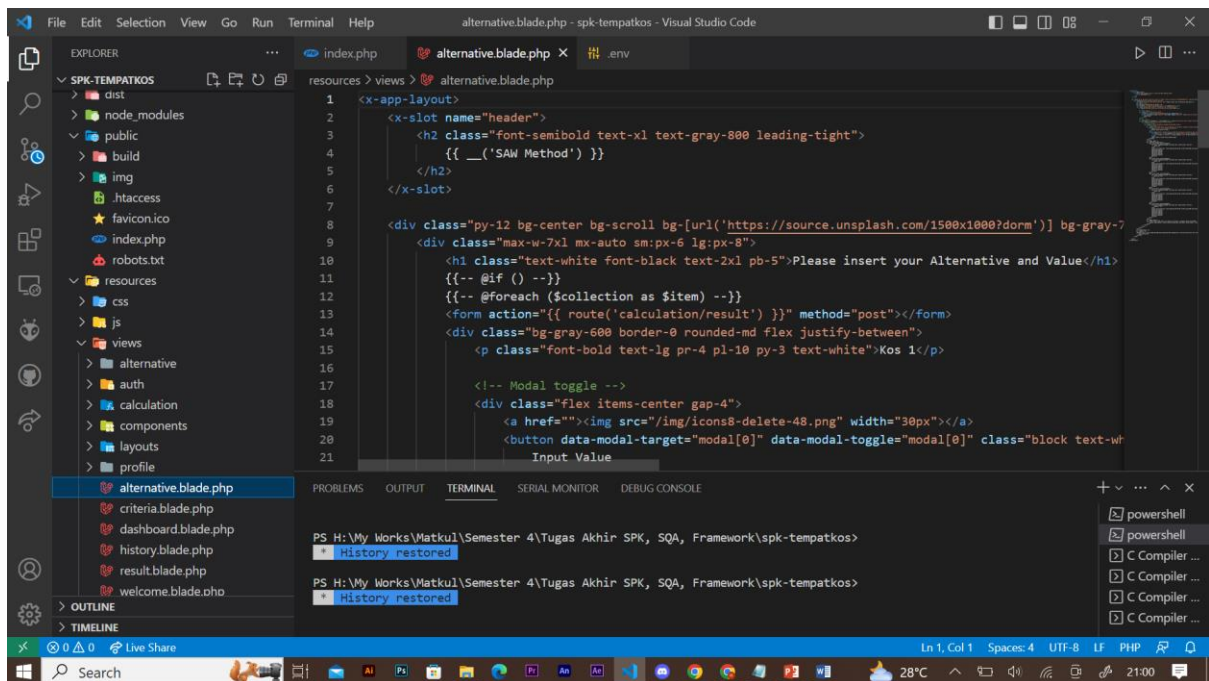 File Edit Selection View Go Run Terminal Help alternative.blade.php - spk-tempatkos - Visual Studio Code
EXPLORER
SPK-TEMPATKOS
dist
node_modules
public
build
img
.htaccess
favicon.ico
index.php
robots.txt
resources
css
js
views
alternative
auth
calculation
components
layouts
profile
alternative.blade.php
criteria.blade.php
dashboard.blade.php
history.blade.php
result.blade.php
welcome.blade.php
OUTLINE
TIMELINE
index.php alternative.blade.php .env
resources > views > alternative.blade.php
1 <x-app-layout>
2 <x-slot name="header">
3 <h2 class="font-semibold text-xl text-gray-800 leading-tight">
4 {{ __('SAW Method') }}
5 </h2>
6 </x-slot>
7
8 <div class="py-12 bg-center bg-scroll bg-[url('https://source.unsplash.com/1500x1000?dorm')] bg-gray-7
9 <div class="max-w-7xl mx-auto sm:px-6 lg:px-8">
10 <h1 class="text-white font-black text-2xl pb-5">Please insert your Alternative and Value</h1>
11 {{-- @if () --}}
12 {{-- @foreach ($collection as $item) --}}
13 <form action="{{ route('calculation/result') }}" method="post"></form>
14 <div class="bg-gray-600 border-0 rounded-md flex justify-between">
15 <p class="font-bold text-lg pr-4 pl-10 py-3 text-white">Kos 1</p>
16
17 <!-- Modal toggle -->
18 <div class="flex items-center gap-4">
19 <a href=""><img src="/img/icons8-delete-48.png" width="30px"></a>
20 <button data-modal-target="modal[0]" data-modal-toggle="modal[0]" class="block text-wh
21 Input Value
PROBLEMS OUTPUT TERMINAL SERIAL MONITOR DEBUG CONSOLE
PS H:\My Works\Matkul\Semester 4\Tugas Akhir SPK, SQA, Framework\spk-tempatkos>
* History restored
PS H:\My Works\Matkul\Semester 4\Tugas Akhir SPK, SQA, Framework\spk-tempatkos>
* History restored
powershell
powershell
C Compiler ...
C Compiler ...
C Compiler ...
C Compiler ...
0 0 0 Live Share Ln 1, Col 1 Spaces: 4 UTF-8 LF PHP
Search Ai Ps Pr An Ae 28°C 21:00